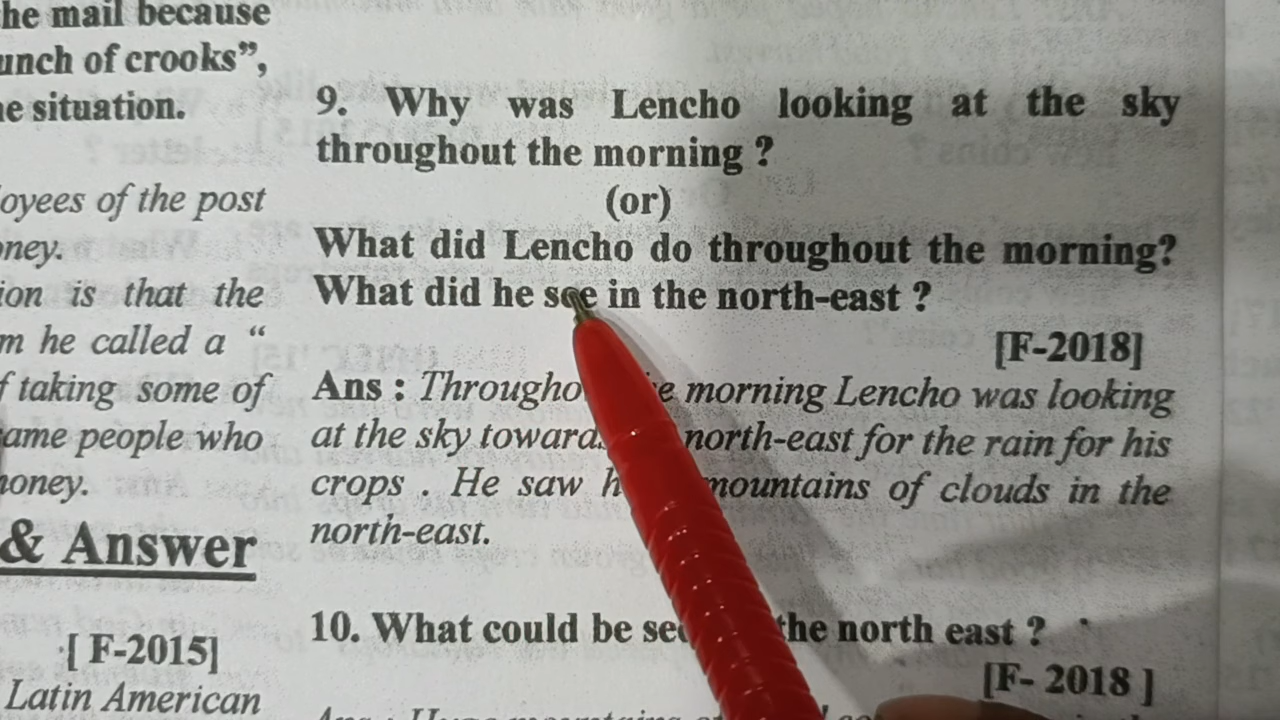 he mail because
unch of crooks”,
e situation.
oyees of the post
oney.
ion is that the
m he called a “
f taking some of
ame people who
oney.
& Answer
[ F-2015]
Latin American
9. Why was Lencho looking at the sky
throughout the morning ?
(or)
What did Lencho do throughout the morning?
What did he see in the north-east ?
[F-2018]
Ans : Througho morning Lencho was looking
at the sky toward north-east for the rain for his
crops . He saw mountains of clouds in the
north-east.
10. What could be the north east ?
[F- 2018 ]